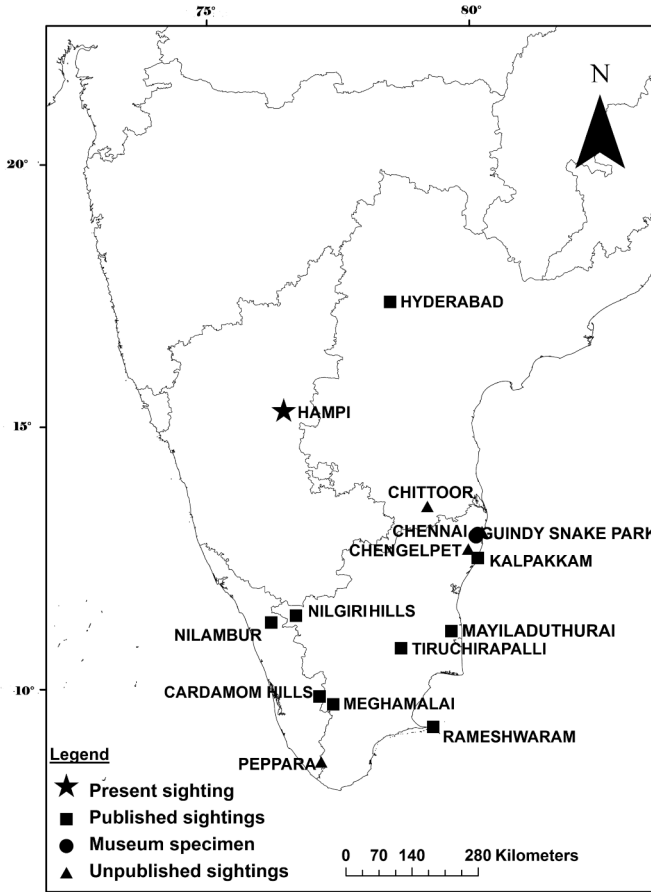 75° 80°
N
20°
HYDERABAD
HAMPI
15°
CHITTOOR
CHENNAI
GUINDY SNAKE PARK
CHENGELPET
KALPAKKAM
NILGIRI HILLS
NILAMBUR
MAYILADUTHURAI
TIRUCHIRAPALLI
10°
CARDAMOM HILLS
MEGHAMALAI
RAMESHWARAM
PEPPARA
Legend
Present sighting
Published sightings
Museum specimen
Unpublished sightings
0 70 140 280 Kilometers